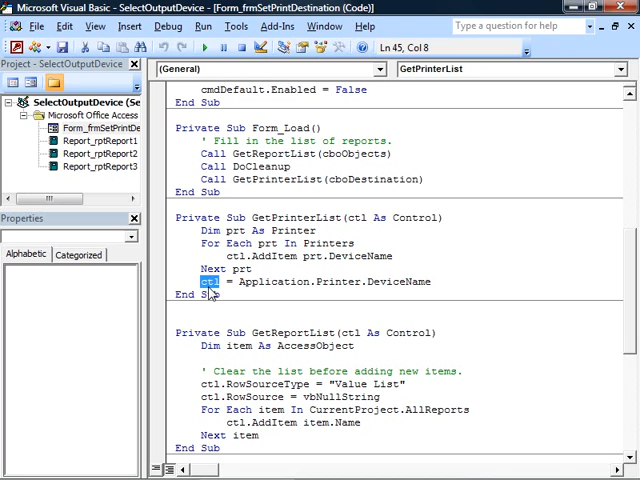 Microsoft Visual Basic - SelectOutputDevice - [Form_frmSetPrintDestination (Code)]
File Edit View Insert Debug Run Tools Add-Ins Window Help
Type a question for help
Ln 45, Col 8
Project - SelectOutputDevice
(General)
GetPrinterList
SelectOutputDevice (Se
Microsoft Office Access
Form_frmSetPrintDe
Report_rptReport1
Report_rptReport2
Report_rptReport3
Properties
Alphabetic Categorized
cmdDefault.Enabled = False
End Sub
Private Sub Form_Load()
' Fill in the list of reports.
Call GetReportList(cboObjects)
Call DoCleanup
Call GetPrinterList(cboDestination)
End Sub
Private Sub GetPrinterList(ctl As Control)
Dim prt As Printer
For Each prt In Printers
ctl.AddItem prt.DeviceName
Next prt
ctl = Application.Printer.DeviceName
End Sub
Private Sub GetReportList(ctl As Control)
Dim item As AccessObject
' Clear the list before adding new items.
ctl.RowSourceType = "Value List"
ctl.RowSource = vbNullString
For Each item In CurrentProject.AllReports
ctl.AddItem item.Name
Next item
End Sub